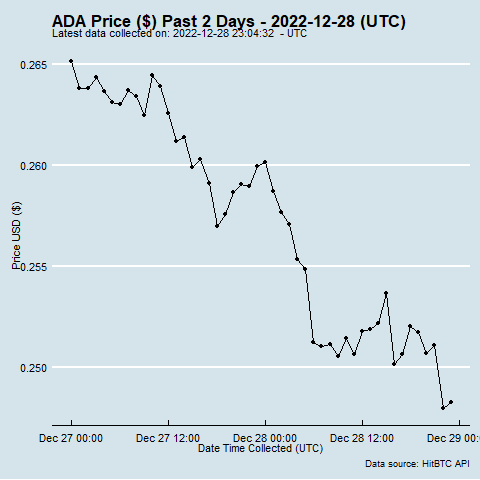 ADA Price ($) Past 2 Days - 2022-12-28 (UTC)
Latest data collected on: 2022-12-28 23:04:32  - UTC
0.265
0.260
0.255
0.250
Price USD ($)
Dec 27 00:00
Dec 27 12:00
Dec 28 00:00
Dec 28 12:00
Dec 29 00:
Date Time Collected (UTC)
Data source: HitBTC API